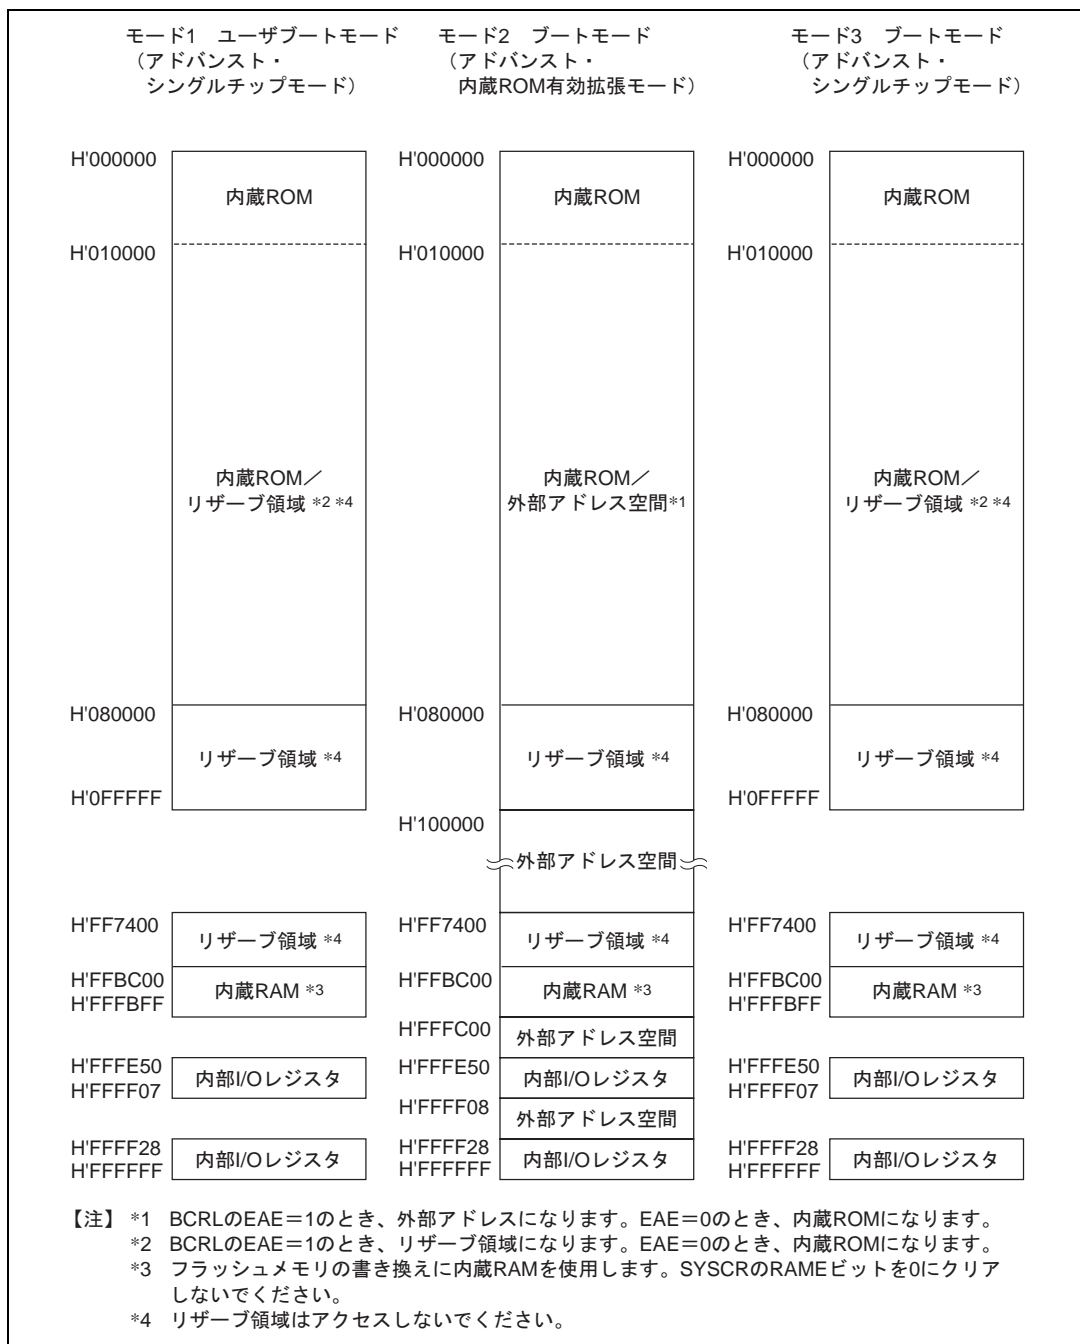 モード1　ユーザブートモード
（アドバンスト・
シングルチップモード）
モード2　ブートモード
（アドバンスト・
内蔵ROM有効拡張モード）
モード3　ブートモード
（アドバンスト・
シングルチップモード）
H'000000
内蔵ROM
H'010000
内蔵ROM／
リザーブ領域 *2 *4
H'080000
リザーブ領域 *4
H'0FFFFF
H'FF7400
リザーブ領域 *4
H'FFBC00
内蔵RAM *3
H'FFFBFF
H'FFFE50
内部I/Oレジスタ
H'FFFF07
H'FFFF28
内部I/Oレジスタ
H'FFFFFF
H'000000
内蔵ROM
H'010000
内蔵ROM／
外部アドレス空間*1
H'080000
リザーブ領域 *4
H'100000
外部アドレス空間
H'FF7400
リザーブ領域 *4
H'FFBC00
内蔵RAM *3
H'FFFC00
外部アドレス空間
H'FFFE50
内部I/Oレジスタ
H'FFFF08
外部アドレス空間
H'FFFF28
内部I/Oレジスタ
H'FFFFFF
H'000000
内蔵ROM
H'010000
内蔵ROM／
リザーブ領域 *2 *4
H'080000
リザーブ領域 *4
H'0FFFFF
H'FF7400
リザーブ領域 *4
H'FFBC00
内蔵RAM *3
H'FFFBFF
H'FFFE50
内部I/Oレジスタ
H'FFFF07
H'FFFF28
内部I/Oレジスタ
H'FFFFFF
【注】 *1　BCRLのEAE＝1のとき、外部アドレスになります。EAE＝0のとき、内蔵ROMになります。
*2　BCRLのEAE＝1のとき、リザーブ領域になります。EAE＝0のとき、内蔵ROMになります。
*3　フラッシュメモリの書き換えに内蔵RAMを使用します。SYSCRのRAMEビットを0にクリア
しないでください。
*4　リザーブ領域はアクセスしないでください。